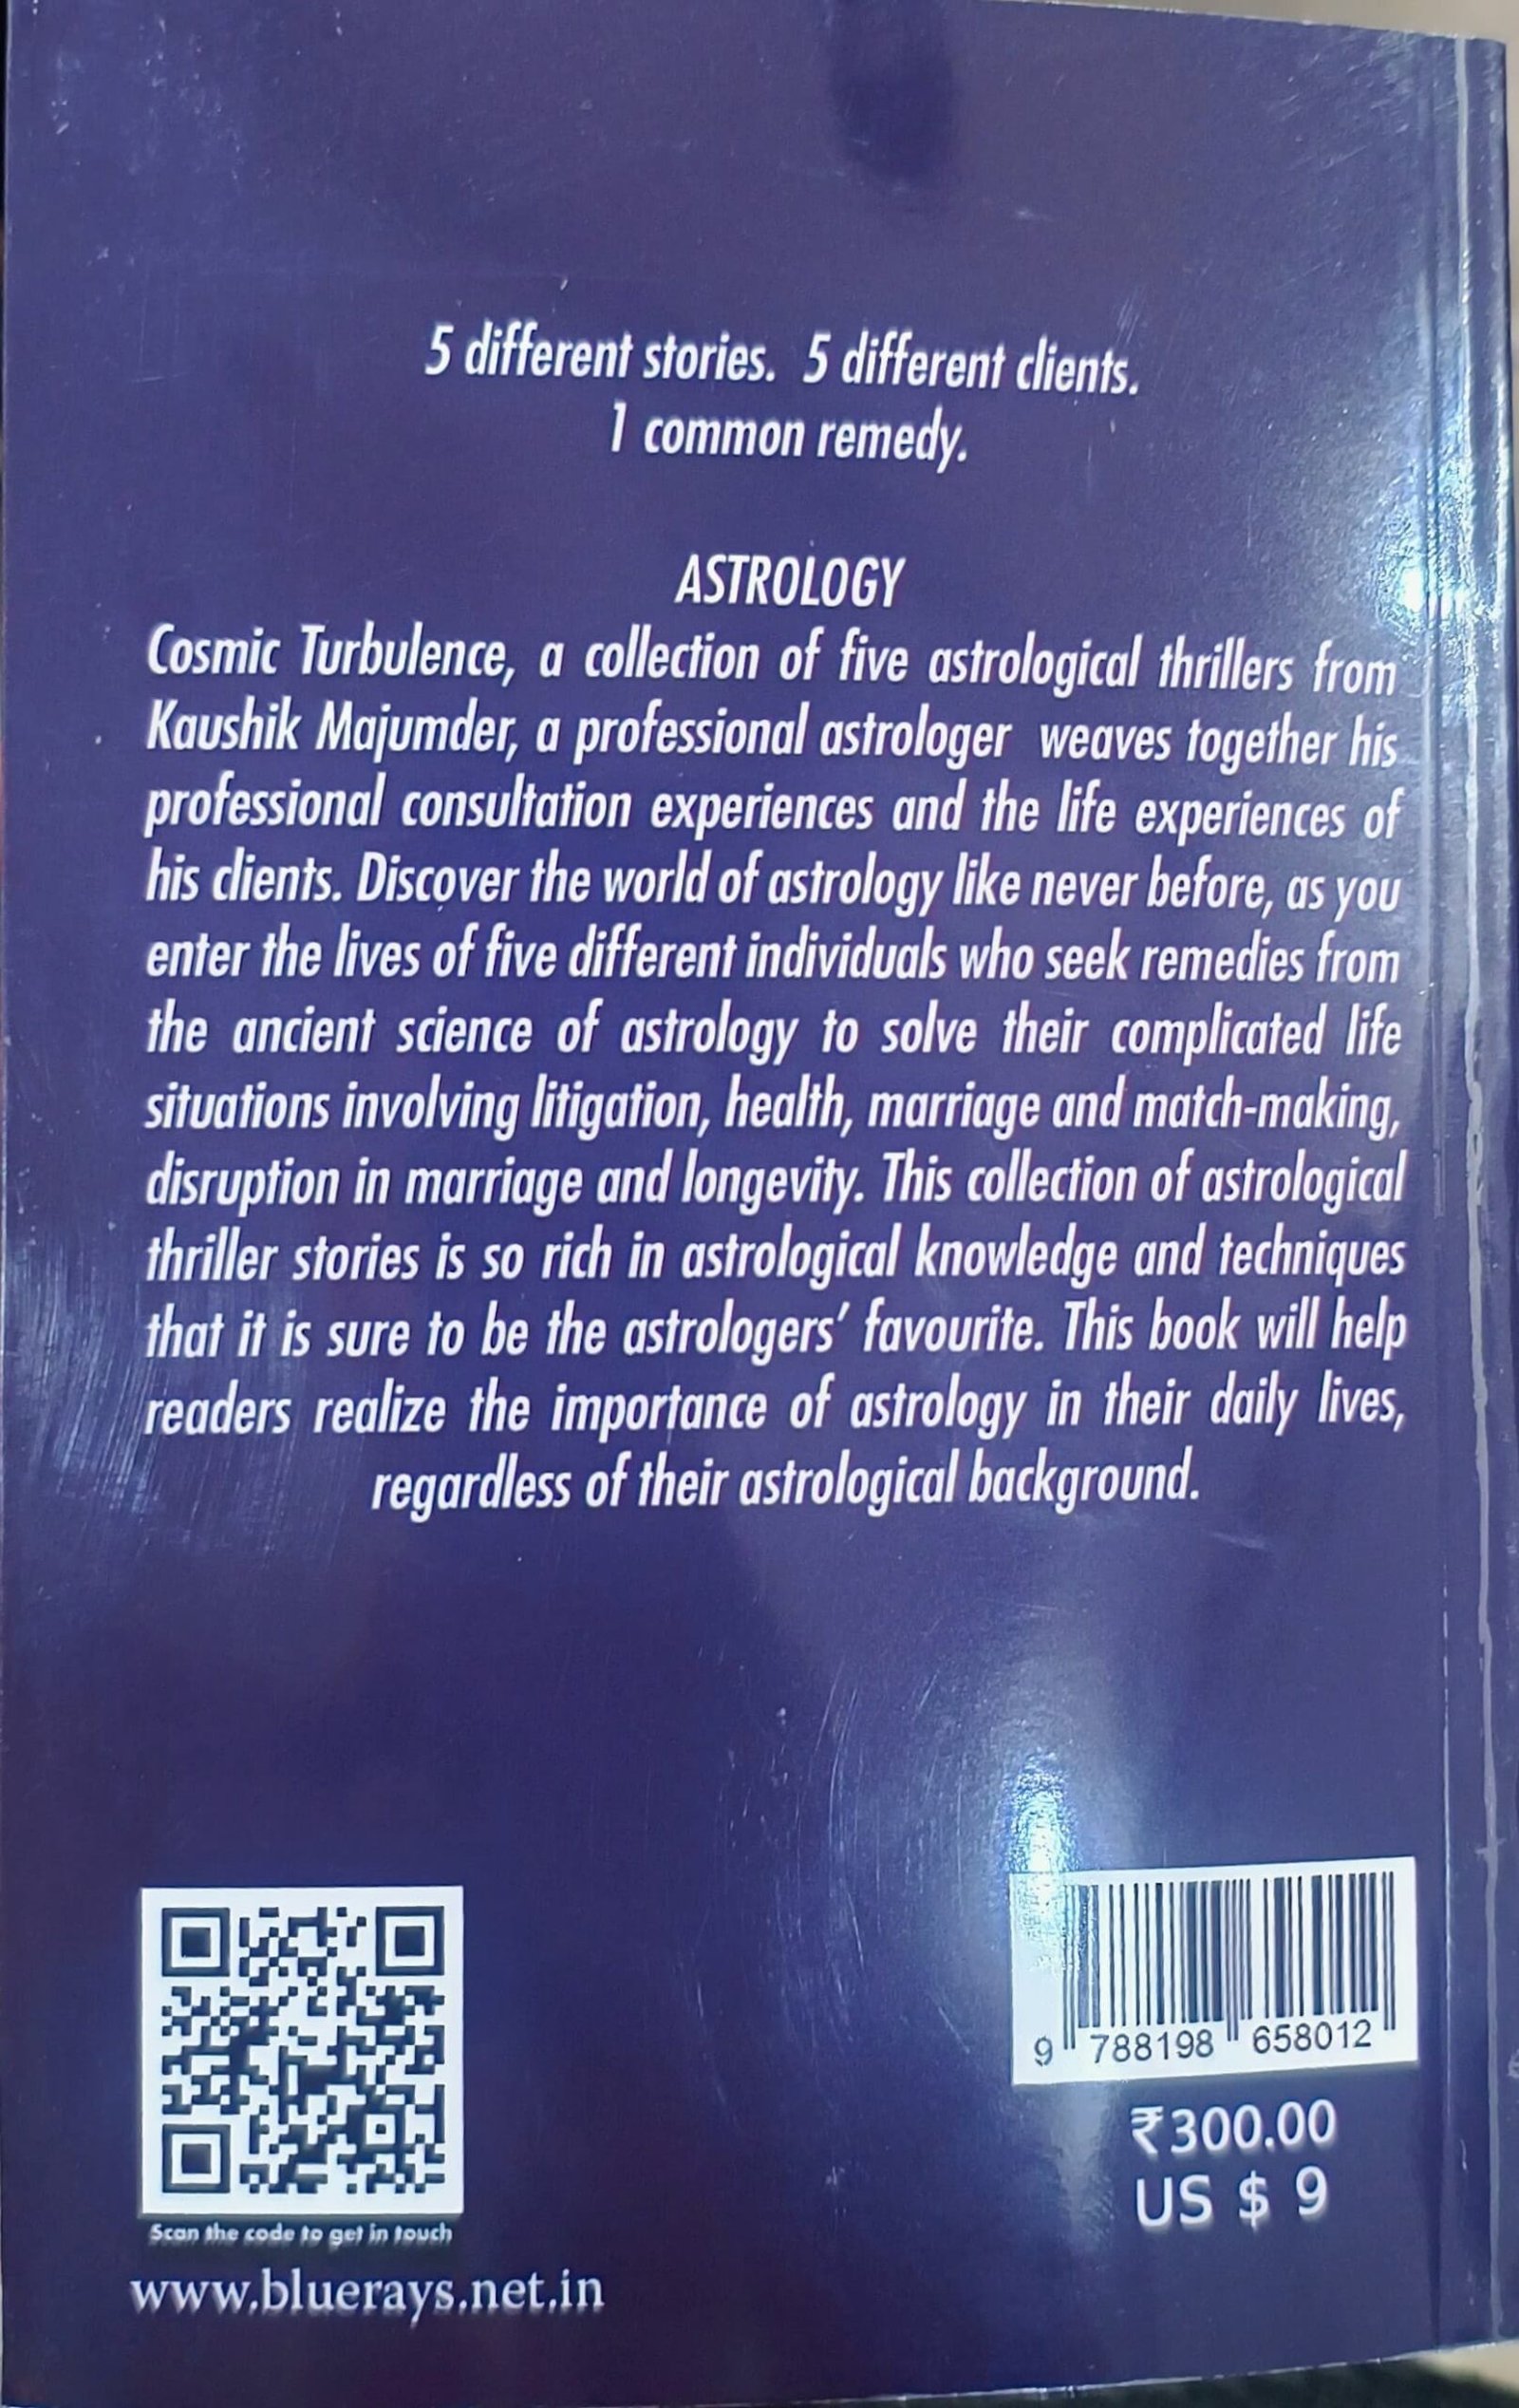 5 different stories. 5 different clients.
1 common remedy.
ASTROLOGY
Cosmic Turbulence, a collection of five astrological thrillers from
Kaushik Majumder, a professional astrologer weaves together his
professional consultation experiences and the life experiences of
his clients. Discover the world of astrology like never before, as you
enter the lives of five different individuals who seek remedies from
the ancient science of astrology to solve their complicated life
situations involving litigation, health, marriage and match-making,
disruption in marriage and longevity. This collection of astrological
thriller stories is so rich in astrological knowledge and techniques
that it is sure to be the astrologers' favourite. This book will help
readers realize the importance of astrology in their daily lives,
regardless of their astrological background.
9 788198 658012
₹300.00
US $ 9
Scan the code to get in touch
www.bluerays.net.in